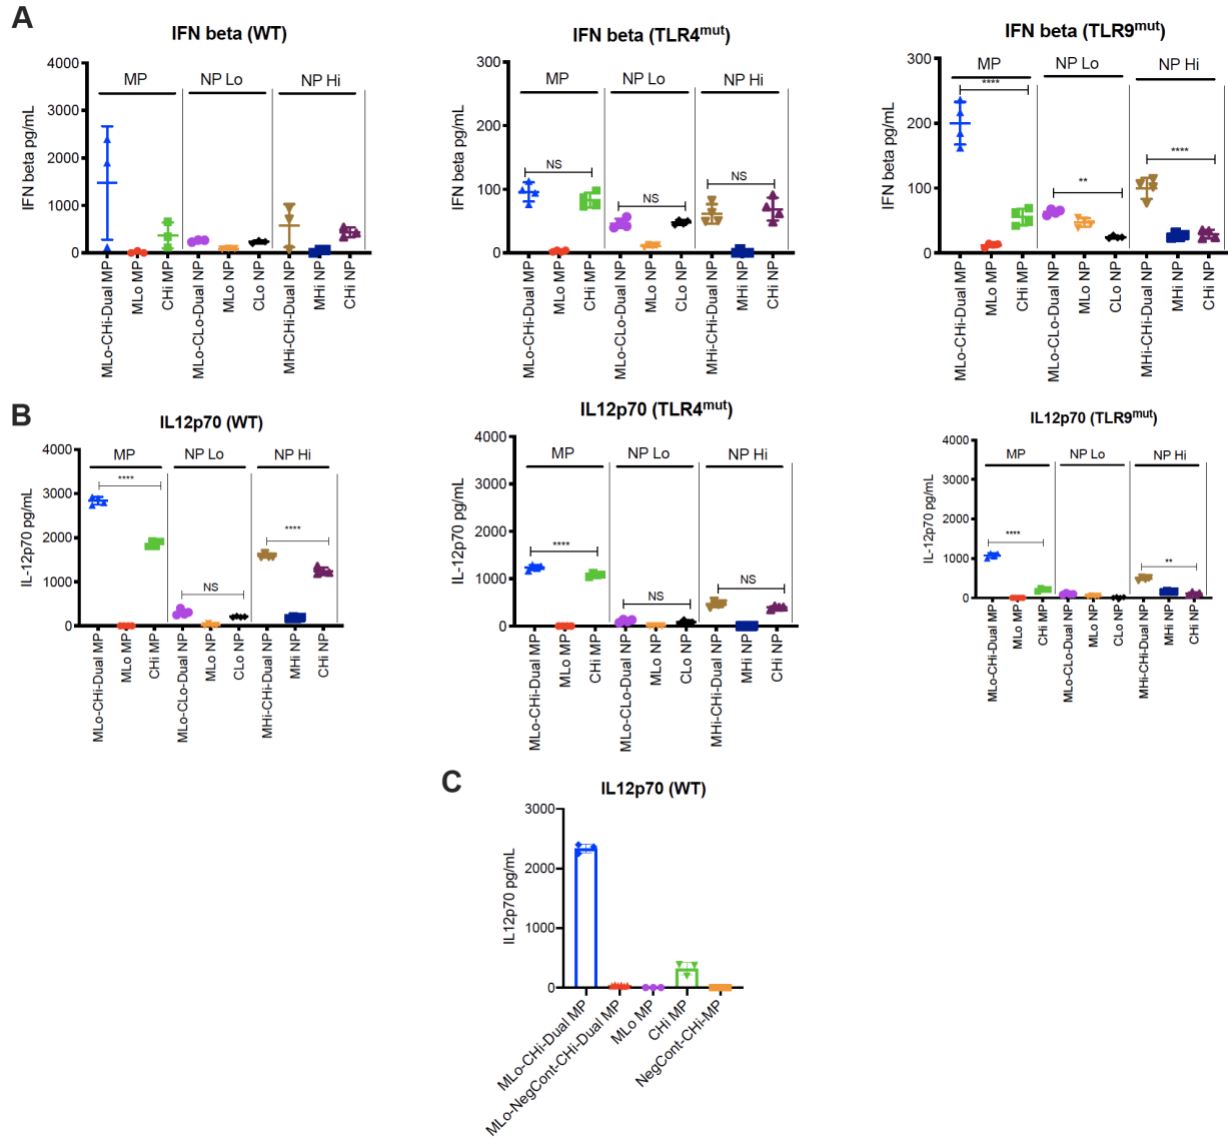 A
IFN beta (WT)
IFN beta pg/mL
4000
3000
2000
1000
0
MP
NP Lo
NP Hi
MLo-CHi-Dual MP
MLo MP
CHi MP
MLo-CLo-Dual NP
MLo NP
CLo NP
MHi-CHi-Dual NP
MHi NP
CHi NP
IFN beta (TLR4mut)
IFN beta pg/mL
300
200
100
0
MP
NP Lo
NP Hi
NS
NS
NS
MLo-CHi-Dual MP
MLo MP
CHi MP
MLo-CLo-Dual NP
MLo NP
CLo NP
MHi-CHi-Dual NP
MHi NP
CHi NP
IFN beta (TLR9mut)
IFN beta pg/mL
300
200
100
0
MP
NP Lo
NP Hi
****
**
****
MLo-CHi-Dual MP
MLo MP
CHi MP
MLo-CLo-Dual NP
MLo NP
CLo NP
MHi-CHi-Dual NP
MHi NP
CHi NP
B
IL12p70 (WT)
IL-12p70 pg/mL
4000
3000
2000
1000
0
MP
NP Lo
NP Hi
****
NS
****
MLo-CHi-Dual MP
MLo MP
CHi MP
MLo-CLo-Dual NP
MLo NP
CLo NP
MHi-CHi-Dual NP
MHi NP
CHi NP
IL12p70 (TLR4mut)
IL-12p70 pg/mL
4000
3000
2000
1000
0
MP
NP Lo
NP Hi
****
NS
NS
MLo-CHi-Dual MP
MLo MP
CHi MP
MLo-CLo-Dual NP
MLo NP
CLo NP
MHi-CHi-Dual NP
MHi NP
CHi NP
IL12p70 (TLR9mut)
IL-12p70 pg/mL
4000
3000
2000
1000
0
MP
NP Lo
NP Hi
****
**
MLo-CHi-Dual MP
MLo MP
CHi MP
MLo-CLo-Dual NP
MLo NP
CLo NP
MHi-CHi-Dual NP
MHi NP
CHi NP
C
IL12p70 (WT)
IL12p70 pg/mL
3000
2000
1000
0
MLo-CHi-Dual MP
MLo-NegCont-CHi-Dual MP
MLo MP
CHi MP
NegCont-CHi-MP